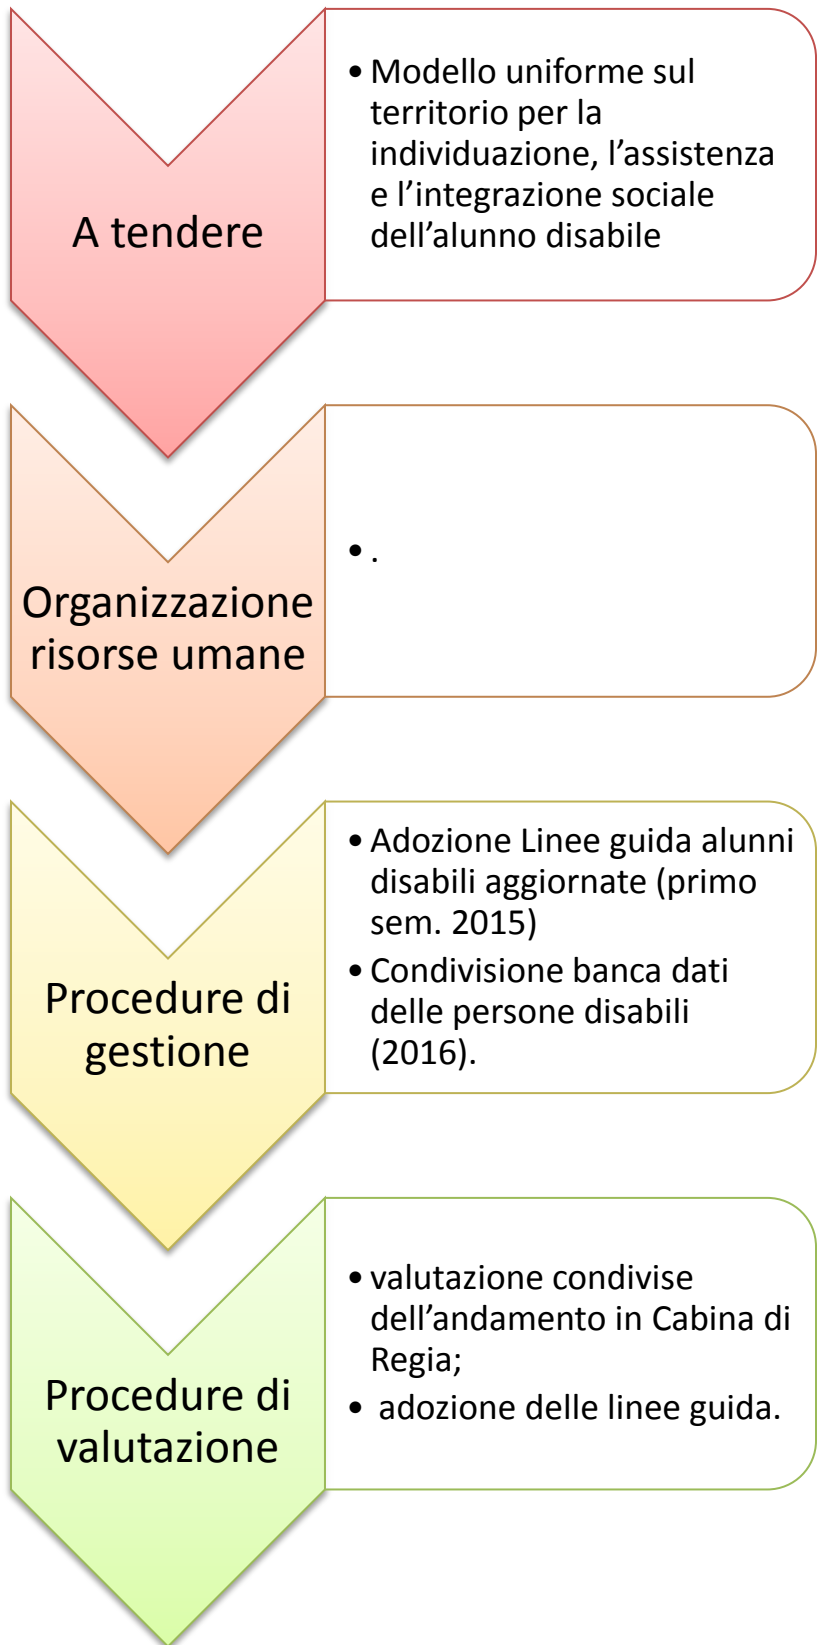 A tendere
• Modello uniforme sul
territorio per la
individuazione, l’assistenza
e l’integrazione sociale
dell’alunno disabile
Organizzazione
risorse umane
• .
Procedure di
gestione
• Adozione Linee guida alunni
disabili aggiornate (primo
sem. 2015)
• Condivisione banca dati
delle persone disabili
(2016).
Procedure di
valutazione
• valutazione condivise
dell’andamento in Cabina di
Regia;
• adozione delle linee guida.